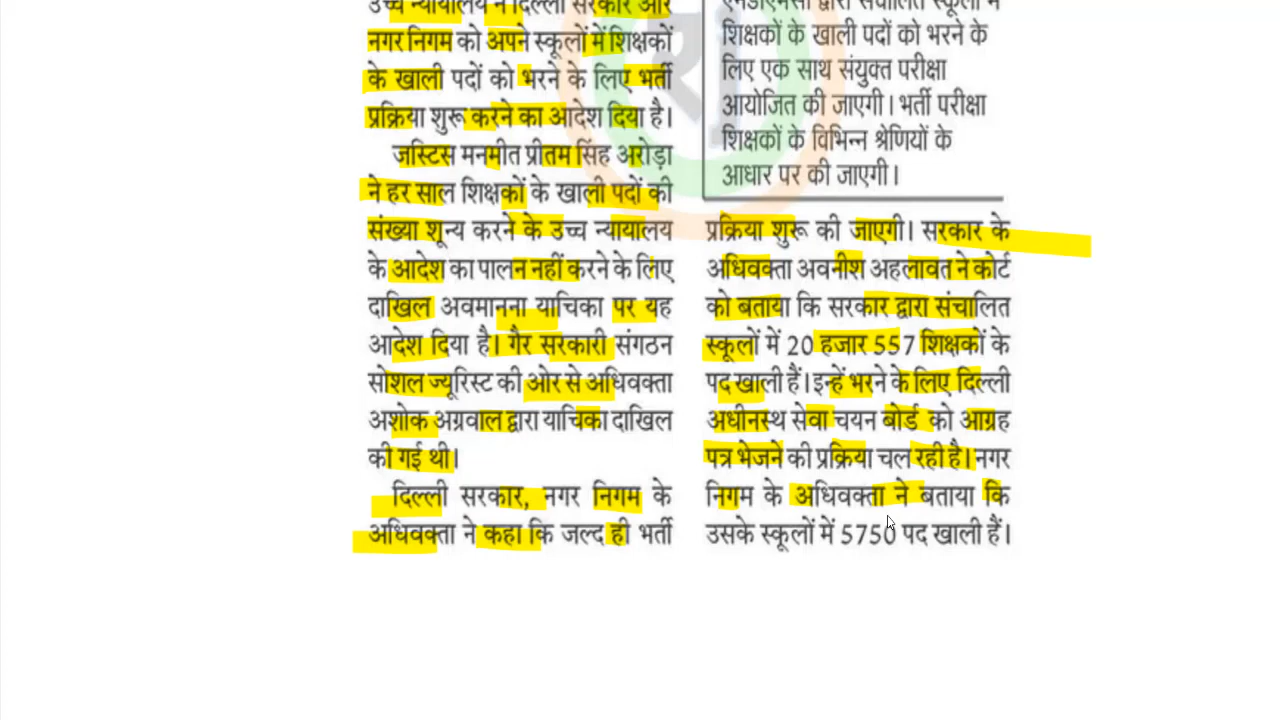 उच्च न्यायालय ने दिल्ली सरकार और
नगर निगम को अपने स्कूलों में शिक्षकों
के खाली पदों को भरने के लिए भर्ती
प्रक्रिया शुरू करने का आदेश दिया है।
जस्टिस मनमीत प्रीतम सिंह अरोड़ा
ने हर साल शिक्षकों के खाली पदों की
संख्या शून्य करने के उच्च न्यायालय
के आदेश का पालन नहीं करने के लिए
दाखिल अवमानना याचिका पर यह
आदेश दिया है। गैर सरकारी संगठन
सोशल ज्यूरिस्ट की ओर से अधिवक्ता
अशोक अग्रवाल द्वारा याचिका दाखिल
की गई थी।
दिल्ली सरकार, नगर निगम के
अधिवक्ता ने कहा कि जल्द ही भर्ती
एमडीएमसी द्वारा संचालित स्कूलों में
शिक्षकों के खाली पदों को भरने के
लिए एक साथ संयुक्त परीक्षा
आयोजित की जाएगी। भर्ती परीक्षा
शिक्षकों के विभिन्न श्रेणियों के
आधार पर की जाएगी।
प्रक्रिया शुरू की जाएगी। सरकार के
अधिवक्ता अवनीश अहलावत ने कोर्ट
को बताया कि सरकार द्वारा संचालित
स्कूलों में 20 हजार 557 शिक्षकों के
पद खाली हैं। इन्हें भरने के लिए दिल्ली
अधीनस्थ सेवा चयन बोर्ड को आग्रह
पत्र भेजने की प्रक्रिया चल रही है। नगर
निगम के अधिवक्ता ने बताया कि
उसके स्कूलों में 5750 पद खाली हैं।